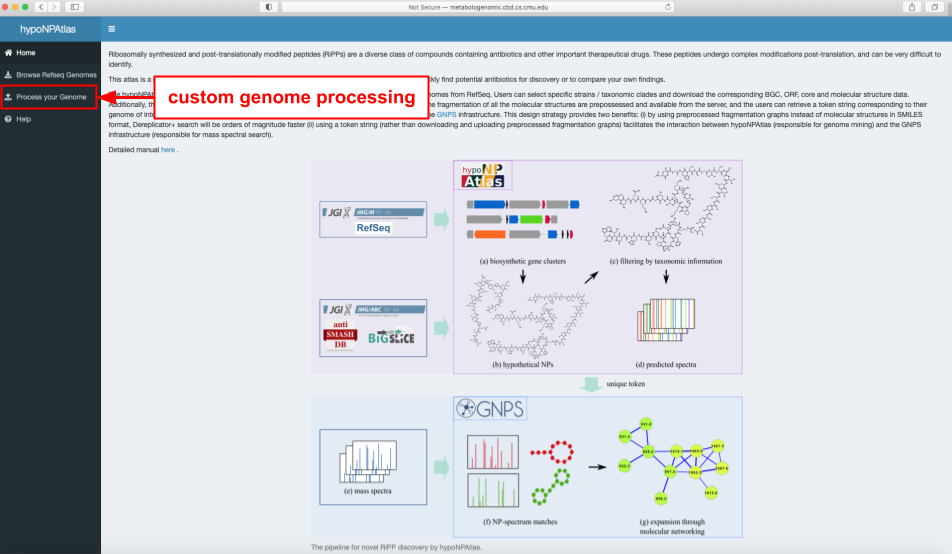 Not Secure — metabologenomic.cbd.cs.cmu.edu
hypoNPAtlas
Home
Browse Refseq Genomes
Process your Genome
Help
Ribosomally synthesized and post-translationally modified peptides (RiPPs) are a diverse class of compounds containing antibiotics and other important therapeutical drugs. These peptides undergo complex modifications post-translation, and can be very difficult to
identify.
This atlas is a
kly find potential antibiotics for discovery or to compare your own findings.
custom genome processing
omes from RefSeq. Users can select specific strains / taxonomic clades and download the corresponding BGC, ORF, core and molecular structure data.
Additionally, th
e fragmentation of all the molecular structures are prepossessed and available from the server, and the users can retrieve a token string corresponding to their
genome of inte
e GNPS infrastructure. This design strategy provides two benefits: (i) by using preprocessed fragmentation graphs instead of molecular structures in SMILES
format, Dereplicator+ search will be orders of magnitude faster (ii) using a token string (rather than downloading and uploading preprocessed fragmentation graphs) facilitates the interaction between hypoNPAtlas (responsible for genome mining) and the GNPS
infrastructure (responsible for mass spectral search).
Detailed manual here .
hypo NP
Atlas
JGI IMG/M
RefSeq
(a) biosynthetic gene clusters
(c) filtering by taxonomic information
JGI IMG/ABC
anti
SMASH
DB
BiG SLICE
(b) hypothetical NPs
(d) predicted spectra
unique token
GNPS
(e) mass spectra
(f) NP-spectrum matches
(g) expansion through
molecular networking
The pipeline for novel RiPP discovery by hypoNPAtlas.